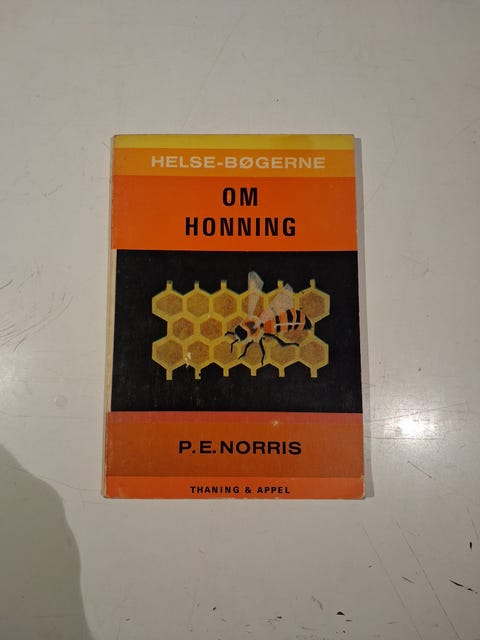 HELSE-BØGERNE
OM
HONNING
P.E. NORRIS
THANING & APPEL